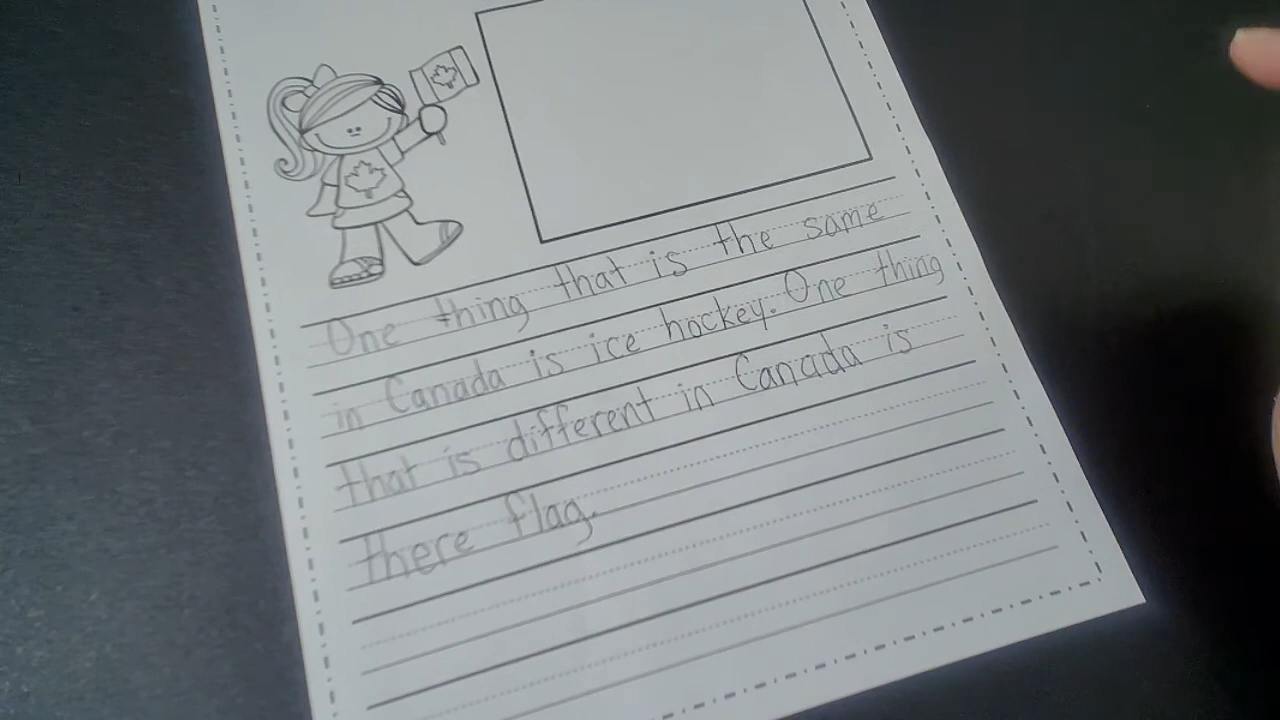 One thing that is the same
in Canada is ice hockey. One thing
that is different in Canada is
there flag.